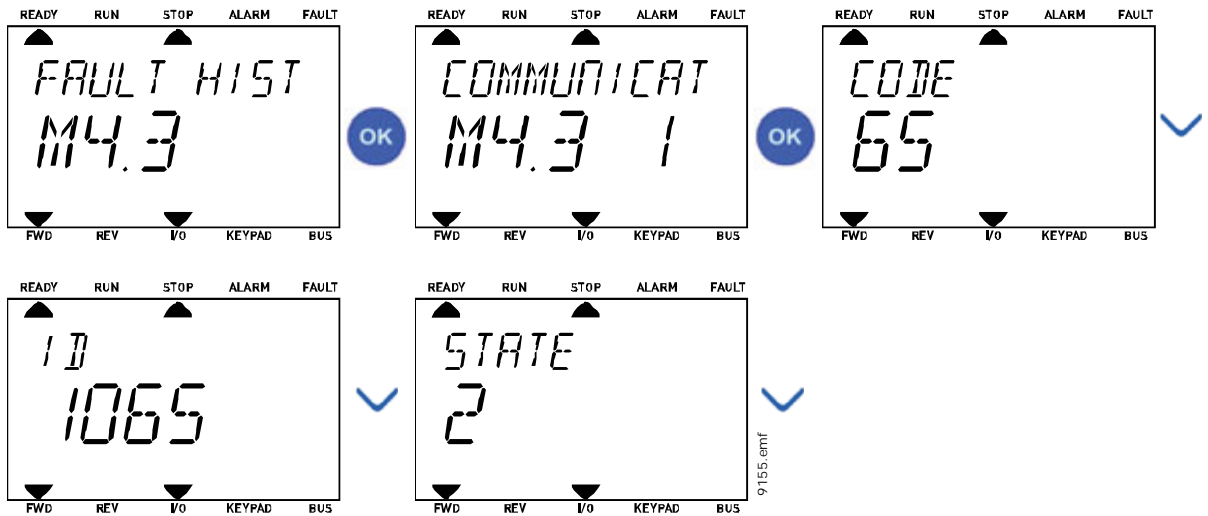 READY RUN STOP ALARM FAULT
FAULT HIST
M4.3
FWD REV I/O KEYPAD BUS
OK
READY RUN STOP ALARM FAULT
COMMUNICAT
M4.3 1
FWD REV I/O KEYPAD BUS
OK
READY RUN STOP ALARM FAULT
CODE
65
FWD REV I/O KEYPAD BUS
READY RUN STOP ALARM FAULT
ID
1065
FWD REV I/O KEYPAD BUS
READY RUN STOP ALARM FAULT
STATE
2
FWD REV I/O KEYPAD BUS
9155.emf